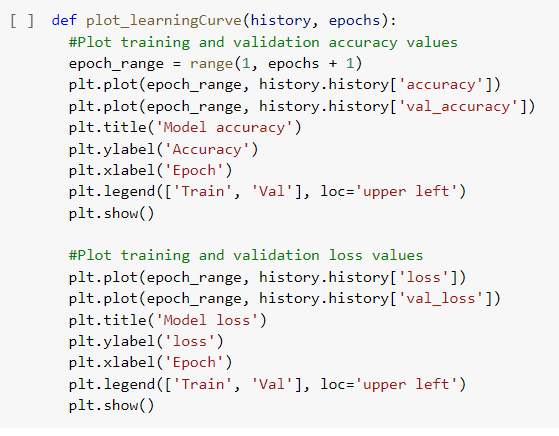 [ ] def plot_learningCurve(history, epochs):
#Plot training and validation accuracy values
epoch_range = range(1, epochs + 1)
plt.plot(epoch_range, history.history['accuracy'])
plt.plot(epoch_range, history.history['val_accuracy'])
plt.title('Model accuracy')
plt.ylabel('Accuracy')
plt.xlabel('Epoch')
plt.legend(['Train', 'Val'], loc='upper left')
plt.show()
#Plot training and validation loss values
plt.plot(epoch_range, history.history['loss'])
plt.plot(epoch_range, history.history['val_loss'])
plt.title('Model loss')
plt.ylabel('loss')
plt.xlabel('Epoch')
plt.legend(['Train', 'Val'], loc='upper left')
plt.show()